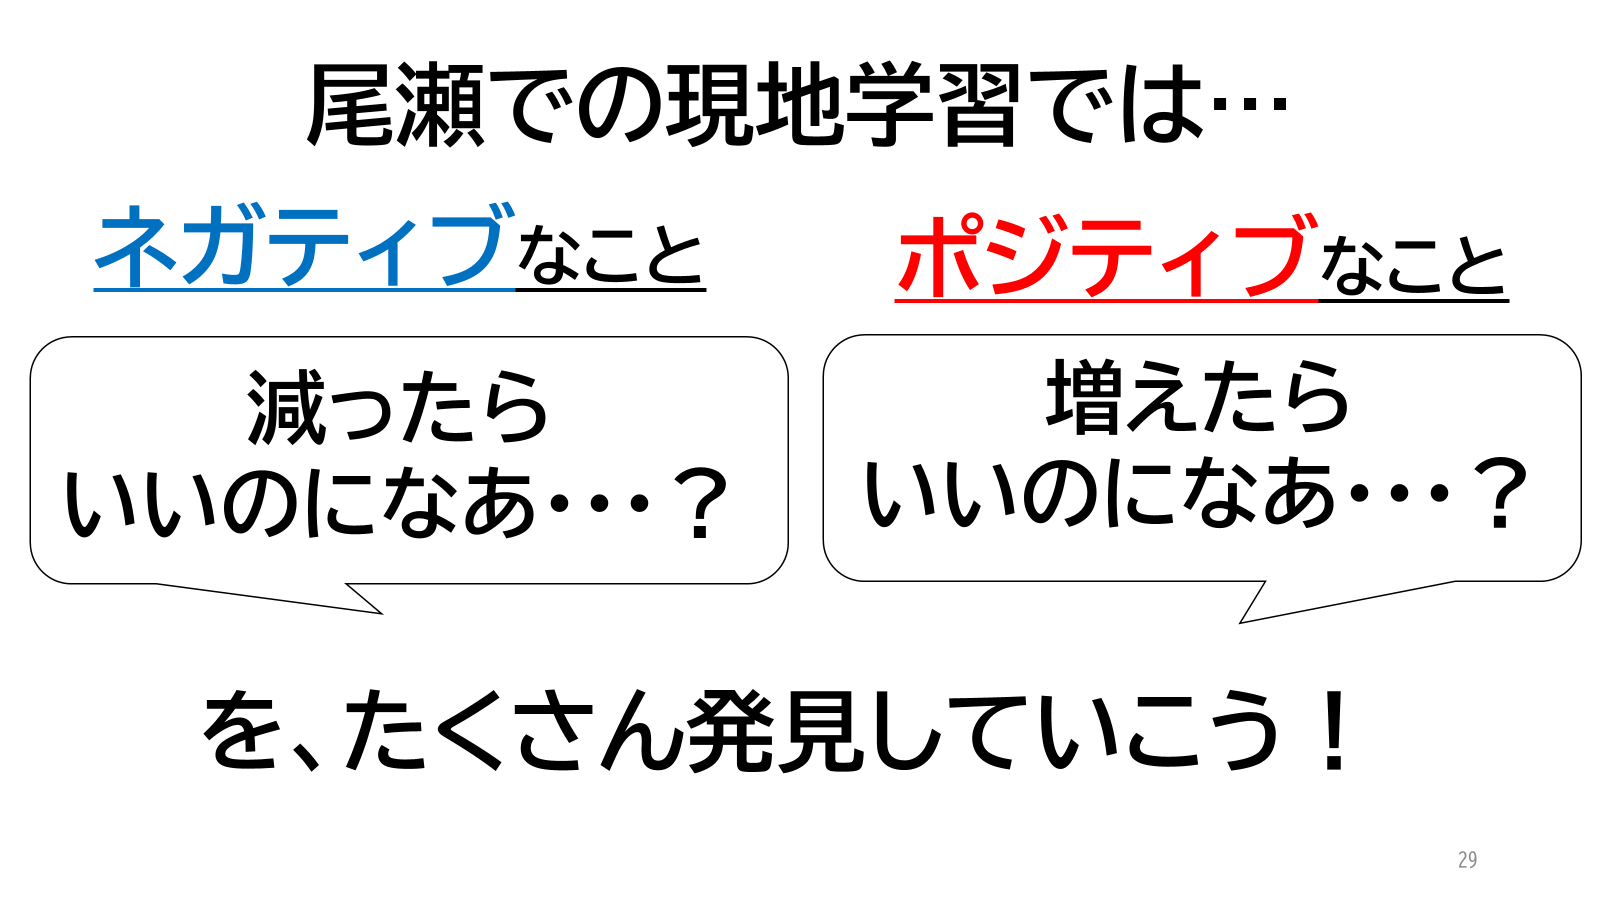 尾瀬での現地学習では…
ネガティブなこと
ポジティブなこと
減ったら
いいのになあ・・・？
増えたら
いいのになあ・・・？
を、たくさん発見していこう！
29